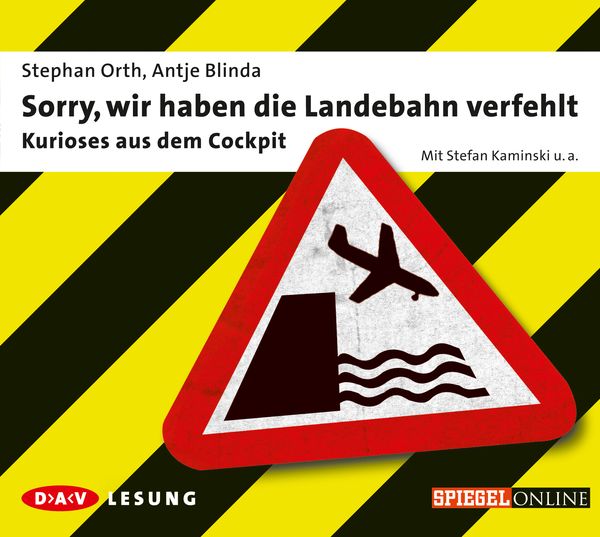 Stephan Orth, Antje Blinda
Sorry, wir haben die Landebahn verfehlt
Kurioses aus dem Cockpit
Mit Stefan Kaminski u. a.
D>A<V LESUNG
SPIEGEL ONLINE